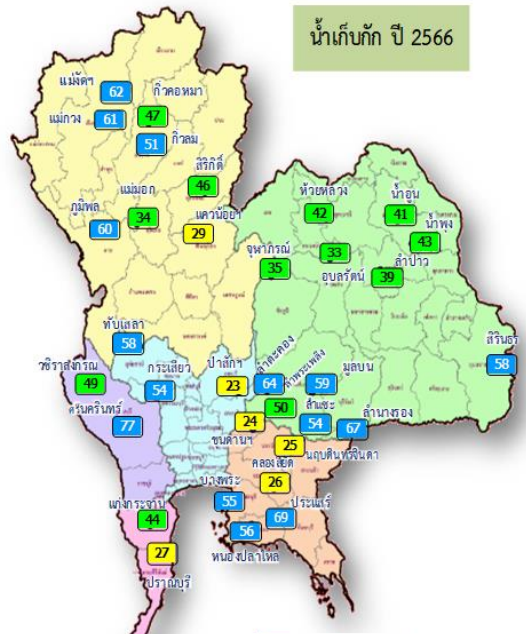 น้ำเก็บกัก ปี 2566
แม่งัดฯ
62
กิ่วคอหมา
47
แม่กวง
61
กิ่วลม
51
สิริกิติ์
46
แม่มอก
34
ภูมิพล
60
แควน้อยฯ
29
ห้วยหลวง
42
น้ำอูน
41
น้ำพุง
43
จุฬาภรณ์
35
33
อุบลรัตน์
ลำปาว
39
สิรินธร
58
ทับเสลา
58
วชิราลงกรณ
49
กระเสียว
54
ป่าสักฯ
23
ลำตะคอง
64
ลำพระเพลิง
50
มูลบน
59
ลำแชะ
54
ลำนางรอง
67
ศรีนครินทร์
77
24
ขุนด่านฯ
25
นฤบดินทรจินดา
คลองสียัด
26
บางพระ
55
ประแสร์
69
56
หนองปลาไหล
แก่งกระจาน
44
27
ปราณบุรี